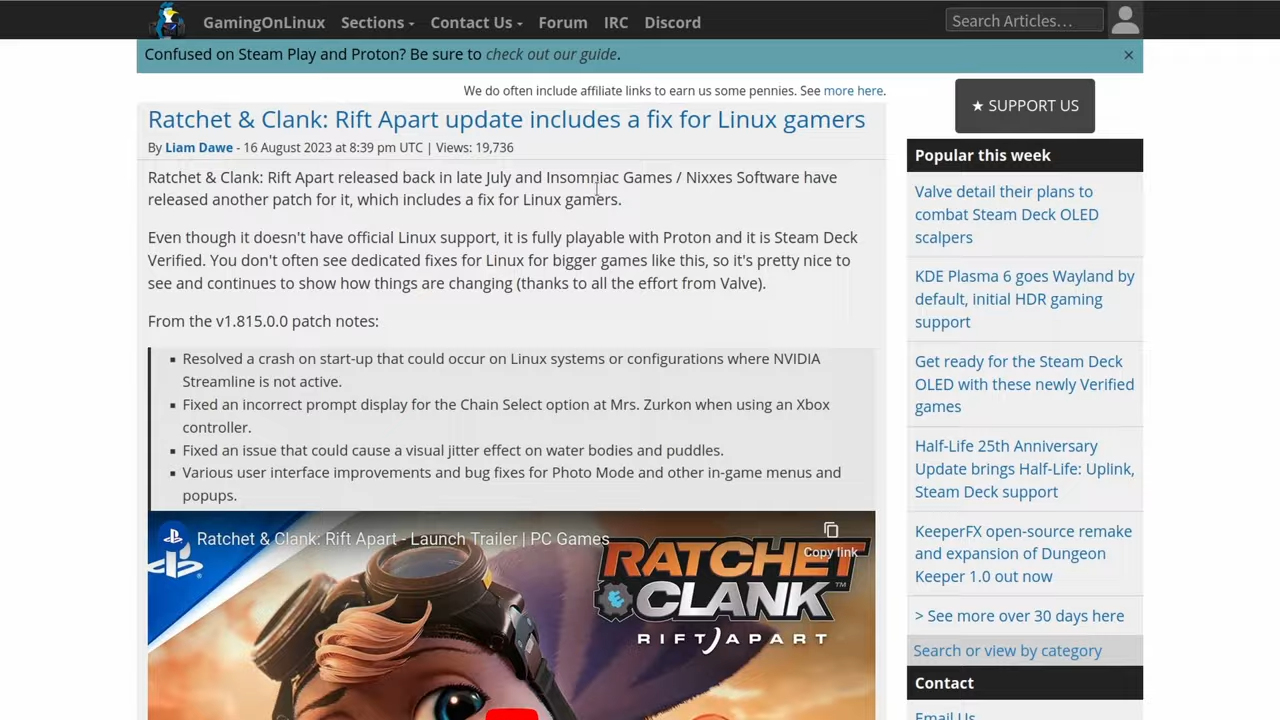 GamingOnLinux Sections Contact Us Forum IRC Discord Search Articles...
Confused on Steam Play and Proton? Be sure to check out our guide. ×
We do often include affiliate links to earn us some pennies. See more here.
Ratchet & Clank: Rift Apart update includes a fix for Linux gamers
By Liam Dawe - 16 August 2023 at 8:39 pm UTC | Views: 19,736
Ratchet & Clank: Rift Apart released back in late July and Insomniac Games / Nixxes Software have
released another patch for it, which includes a fix for Linux gamers.
Even though it doesn't have official Linux support, it is fully playable with Proton and it is Steam Deck
Verified. You don't often see dedicated fixes for Linux for bigger games like this, so it's pretty nice to
see and continues to show how things are changing (thanks to all the effort from Valve).
From the v1.815.0.0 patch notes:
▪ Resolved a crash on start-up that could occur on Linux systems or configurations where NVIDIA
Streamline is not active.
▪ Fixed an incorrect prompt display for the Chain Select option at Mrs. Zurkon when using an Xbox
controller.
▪ Fixed an issue that could cause a visual jitter effect on water bodies and puddles.
▪ Various user interface improvements and bug fixes for Photo Mode and other in-game menus and
popups.
Ratchet & Clank: Rift Apart - Launch Trailer | PC Games
Copy link
RATCHET
CLANK™
RIFT APART
★ SUPPORT US
Popular this week
Valve detail their plans to
combat Steam Deck OLED
scalpers
KDE Plasma 6 goes Wayland by
default, initial HDR gaming
support
Get ready for the Steam Deck
OLED with these newly Verified
games
Half-Life 25th Anniversary
Update brings Half-Life: Uplink,
Steam Deck support
KeeperFX open-source remake
and expansion of Dungeon
Keeper 1.0 out now
> See more over 30 days here
Search or view by category
Contact
Email Us